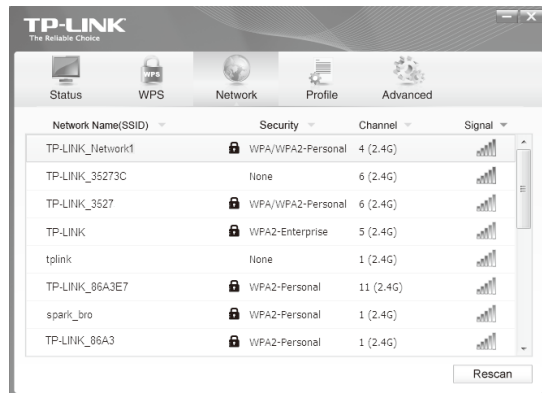 TP-LINK
The Reliable Choice
WPS
Status WPS Network Profile Advanced
Network Name(SSID) Security Channel Signal
TP-LINK_Network1 WPA/WPA2-Personal 4 (2.4G)
TP-LINK_35273C None 6 (2.4G)
TP-LINK_3527 WPA/WPA2-Personal 6 (2.4G)
TP-LINK WPA2-Enterprise 5 (2.4G)
tplink None 1 (2.4G)
TP-LINK_86A3E7 WPA2-Personal 11 (2.4G)
spark_bro WPA2-Personal 1 (2.4G)
TP-LINK_86A3 WPA2-Personal 1 (2.4G)
Rescan